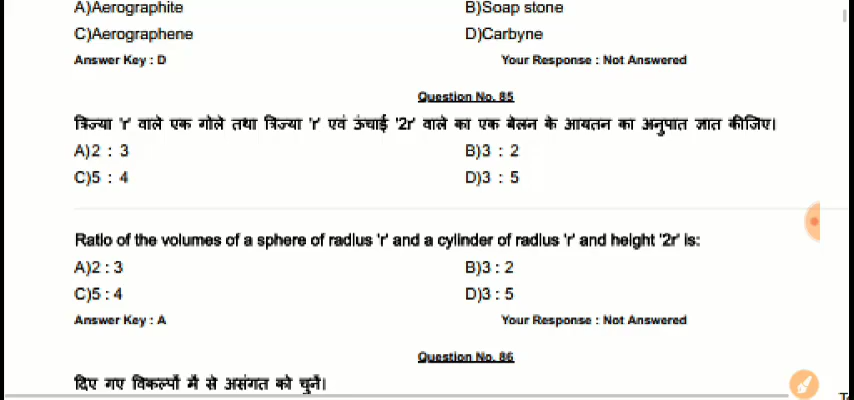 A)Aerographite B)Soap stone
C)Aerographene D)Carbyne
Answer Key : D Your Response : Not Answered
Question No. 85
त्रिज्या 'r' वाले एक गोले तथा त्रिज्या 'r' एवं ऊंचाई '2r' वाले का एक बेलन के आयतन का अनुपात ज्ञात कीजिए।
A)2 : 3 B)3 : 2
C)5 : 4 D)3 : 5
Ratio of the volumes of a sphere of radius 'r' and a cylinder of radius 'r' and height '2r' is:
A)2 : 3 B)3 : 2
C)5 : 4 D)3 : 5
Answer Key : A Your Response : Not Answered
Question No. 86
दिए गए विकल्पों में से असंगत को चुनें।